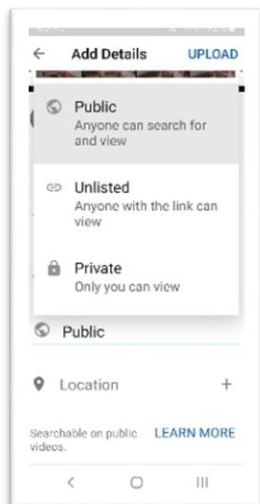 Add Details UPLOAD
Public
Anyone can search for
and view
Unlisted
Anyone with the link can
view
Private
Only you can view
Public
Location
Searchable on public LEARN MORE
videos.